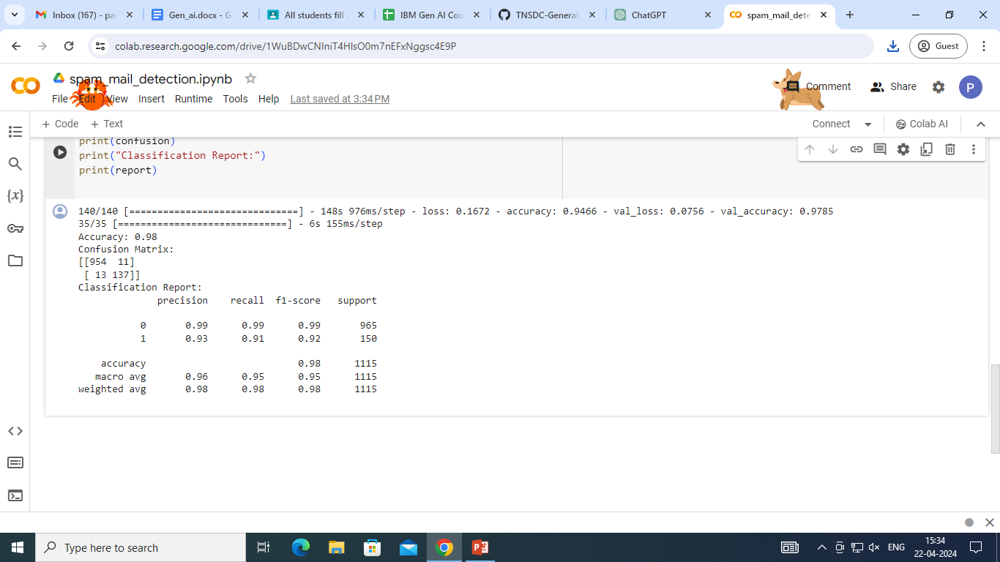 Inbox (167) - pa
Gen_ai.docx - G
All students fill
IBM Gen AI Cou
TNSDC-Generat
ChatGPT
spam_mail_dete
colab.research.google.com/drive/1WuBDwCNIniT4HlsO0m7nEFxNggsc4E9P
Guest
spam_mail_detection.ipynb
File Edit View Insert Runtime Tools Help Last saved at 3:34 PM
Comment
Share
P
+ Code + Text
Connect
Colab AI
print(confusion)
print("Classification Report:")
print(report)
140/140 [==============================] - 148s 976ms/step - loss: 0.1672 - accuracy: 0.9466 - val_loss: 0.0756 - val_accuracy: 0.9785
35/35 [==============================] - 6s 155ms/step
Accuracy: 0.98
Confusion Matrix:
[[954  11]
 [ 13 137]]
Classification Report:
              precision    recall  f1-score   support
           0       0.99      0.99      0.99       965
           1       0.93      0.91      0.92       150
    accuracy                           0.98      1115
   macro avg       0.96      0.95      0.95      1115
weighted avg       0.98      0.98      0.98      1115
{x}
Type here to search
ENG
15:34
22-04-2024